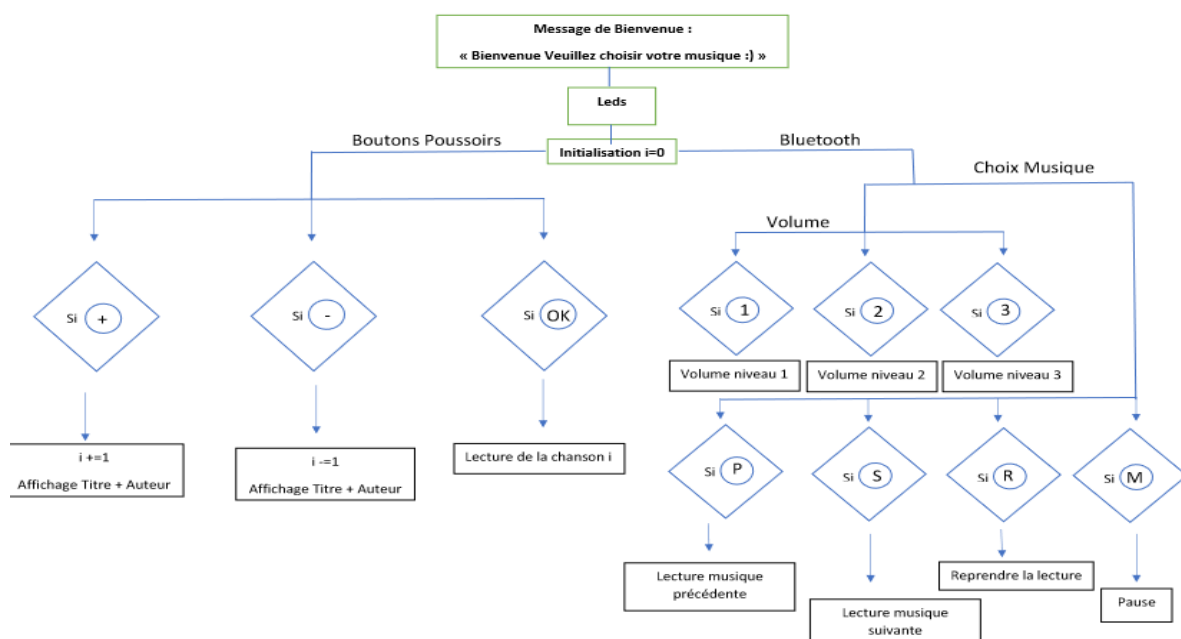 Message de Bienvenue :
« Bienvenue Veuillez choisir votre musique :) »
Leds
Boutons Poussoirs
Initialisation i=0
Bluetooth
Choix Musique
Volume
Si +
Si -
Si OK
Si 1
Si 2
Si 3
Volume niveau 1
Volume niveau 2
Volume niveau 3
i +=1
Affichage Titre + Auteur
i -=1
Affichage Titre + Auteur
Lecture de la chanson i
Si P
Si S
Si R
Si M
Lecture musique
précédente
Lecture musique
suivante
Reprendre la lecture
Pause